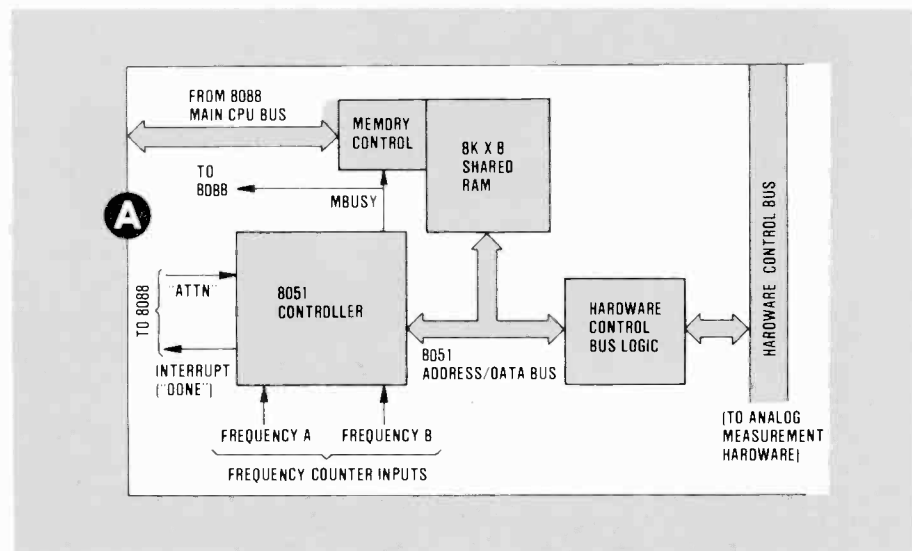 FROM 8088
MAIN CPU BUS
MEMORY
CONTROL
8K X 8
SHARED
RAM
TO
8088
MBUSY
A
TO 8088
"ATTN"
8051
CONTROLLER
INTERRUPT
("DONE")
8051
ADDRESS/DATA BUS
HARDWARE
CONTROL
BUS LOGIC
HARDWARE CONTROL BUS
(TO ANALOG
MEASUREMENT
HARDWARE)
FREQUENCY A
FREQUENCY B
FREQUENCY COUNTER INPUTS